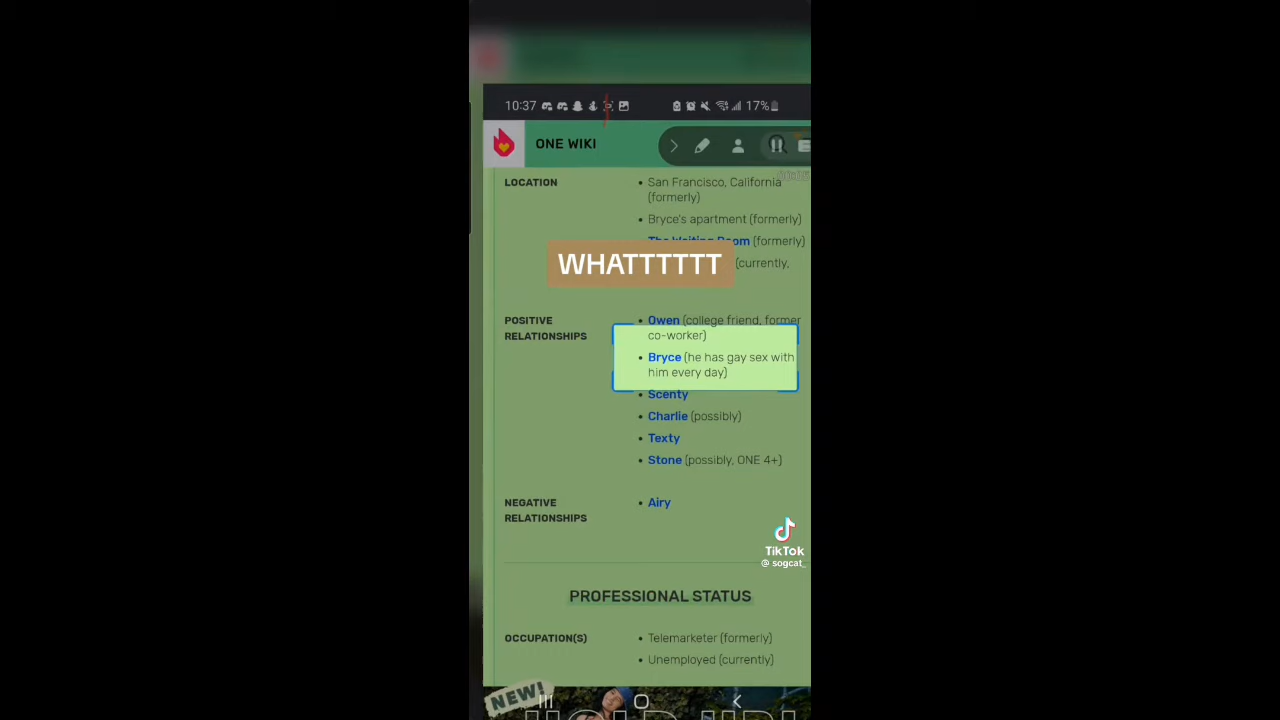 10:37
17%
ONE WIKI
LOCATION
San Francisco, California
(formerly)
Bryce's apartment (formerly)
The Waiting Room (formerly)
WHATTTTTT
(currently,
POSITIVE
RELATIONSHIPS
Owen (college friend, former
co-worker)
Bryce (he has gay sex with
him every day)
Scenty
Charlie (possibly)
Texty
Stone (possibly, ONE 4+)
NEGATIVE
RELATIONSHIPS
Airy
TikTok
@ sogcat_
PROFESSIONAL STATUS
OCCUPATION(S)
Telemarketer (formerly)
Unemployed (currently)
NEW!